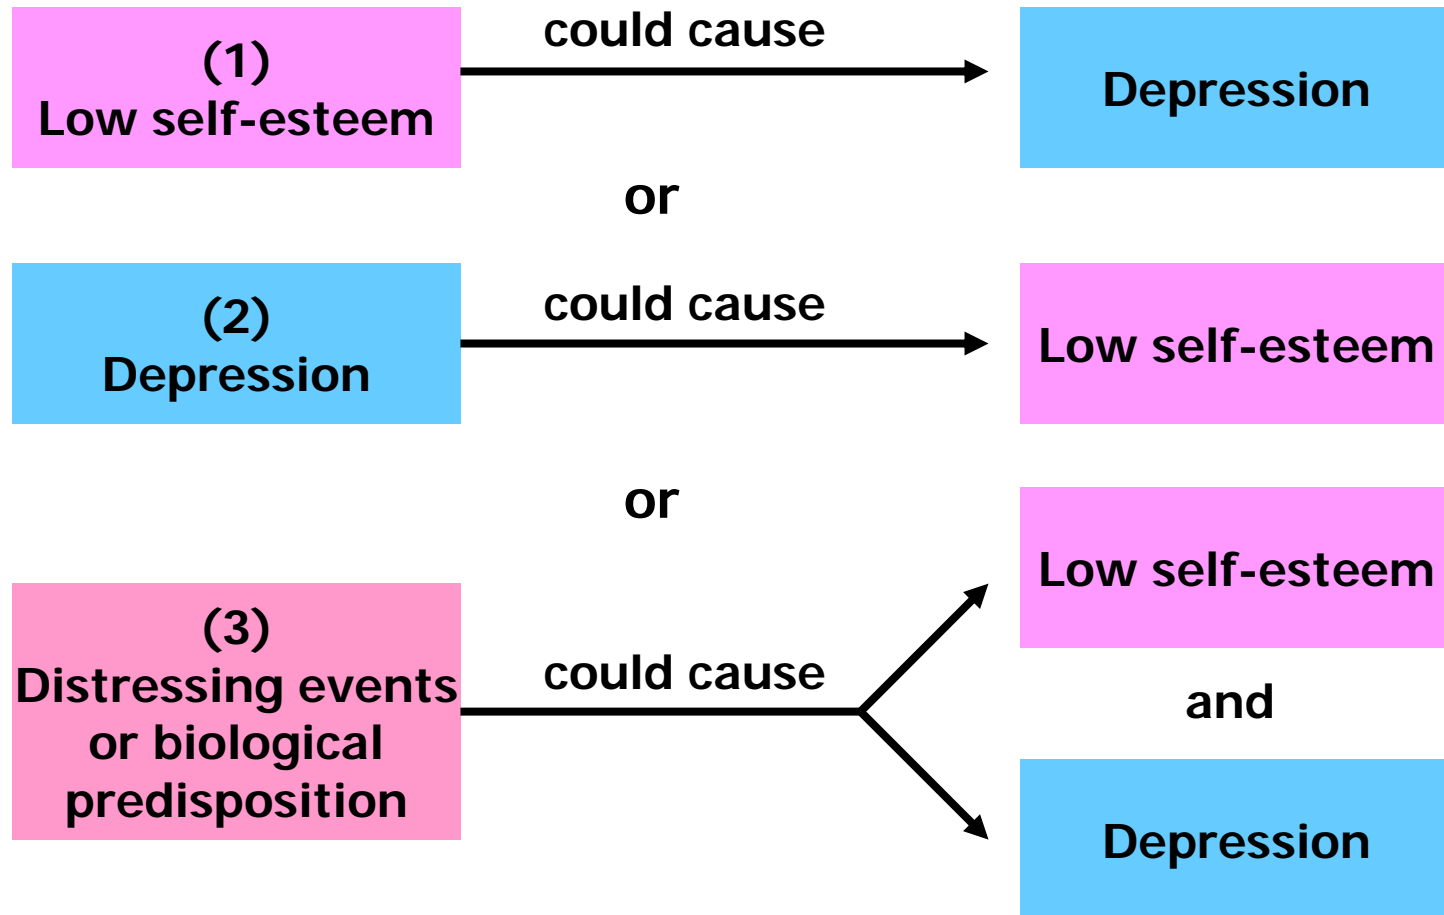 (1)
Low self-esteem
could cause
Depression
or
(2)
Depression
could cause
Low self-esteem
or
(3)
Distressing events
or biological
predisposition
could cause
Low self-esteem
and
Depression